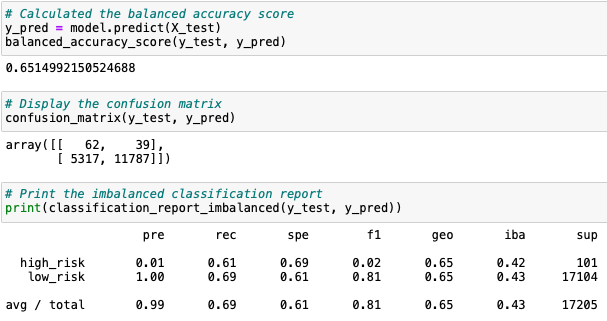 # Calculated the balanced accuracy score
y_pred = model.predict(X_test)
balanced_accuracy_score(y_test, y_pred)
0.6514992150524688
# Display the confusion matrix
confusion_matrix(y_test, y_pred)
array([[   62,    39],
       [ 5317, 11787]])
# Print the imbalanced classification report
print(classification_report_imbalanced(y_test, y_pred))
                   pre       rec       spe        f1       geo       iba       sup
  high_risk       0.01      0.61      0.69      0.02      0.65      0.42       101
   low_risk       1.00      0.69      0.61      0.81      0.65      0.43     17104
avg / total       0.99      0.69      0.61      0.81      0.65      0.43     17205